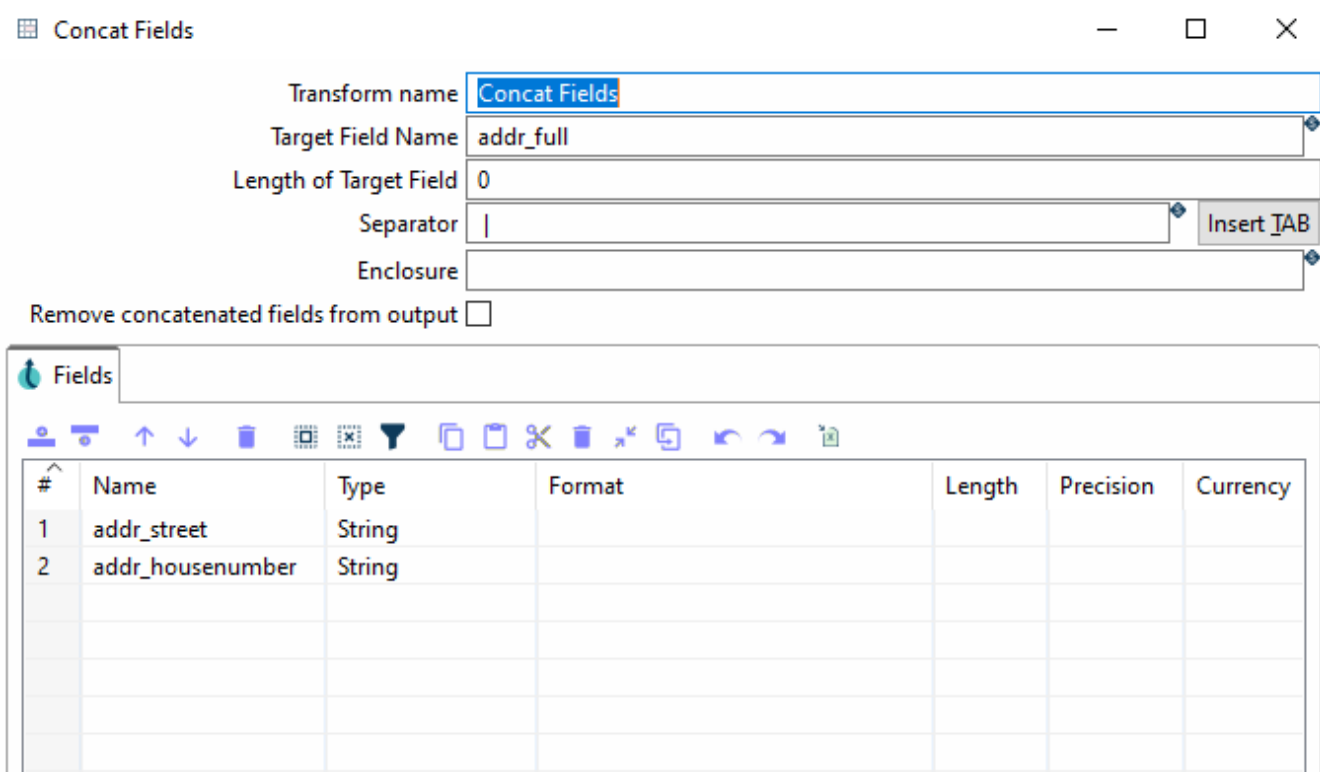 Concat Fields
Transform name Concat Fields
Target Field Name addr_full
Length of Target Field 0
Separator | Insert TAB
Enclosure
Remove concatenated fields from output
Fields
# Name Type Format Length Precision Currency
1 addr_street String
2 addr_housenumber String